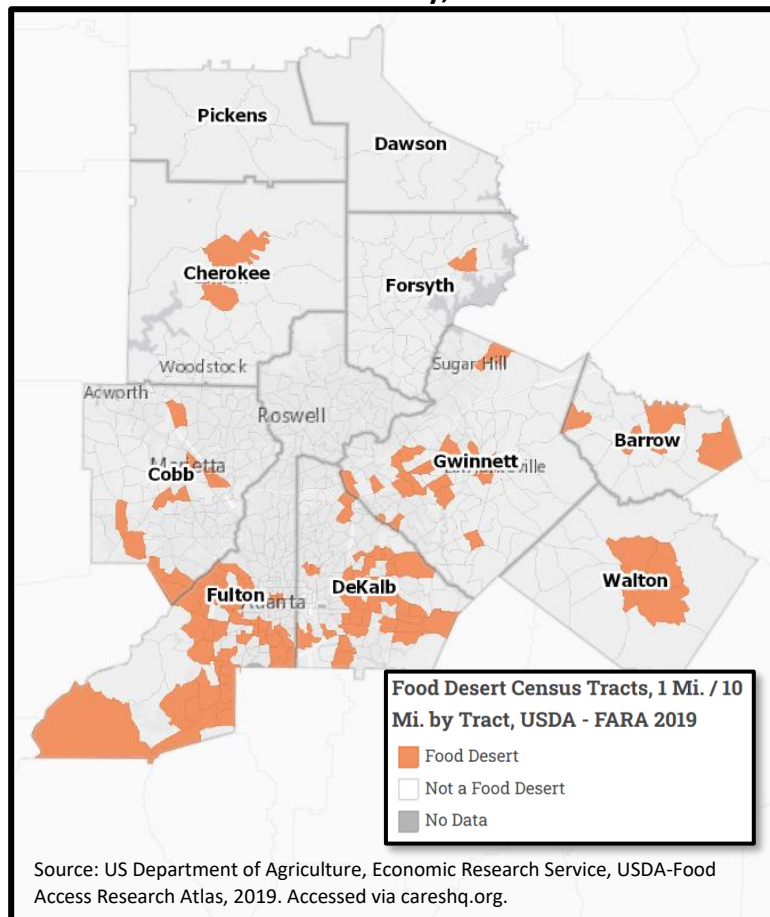 Pickens
Dawson
Cherokee
Forsyth
Woodstock
Sugar Hill
Acworth
Roswell
Barrow
Gwinnett
Marietta
Cobb
Walton
DeKalb
Fulton
Atlanta
Food Desert Census Tracts, 1 Mi. / 10
Mi. by Tract, USDA - FARA 2019
Food Desert
Not a Food Desert
No Data
Source: US Department of Agriculture, Economic Research Service, USDA-Food
Access Research Atlas, 2019. Accessed via careshq.org.